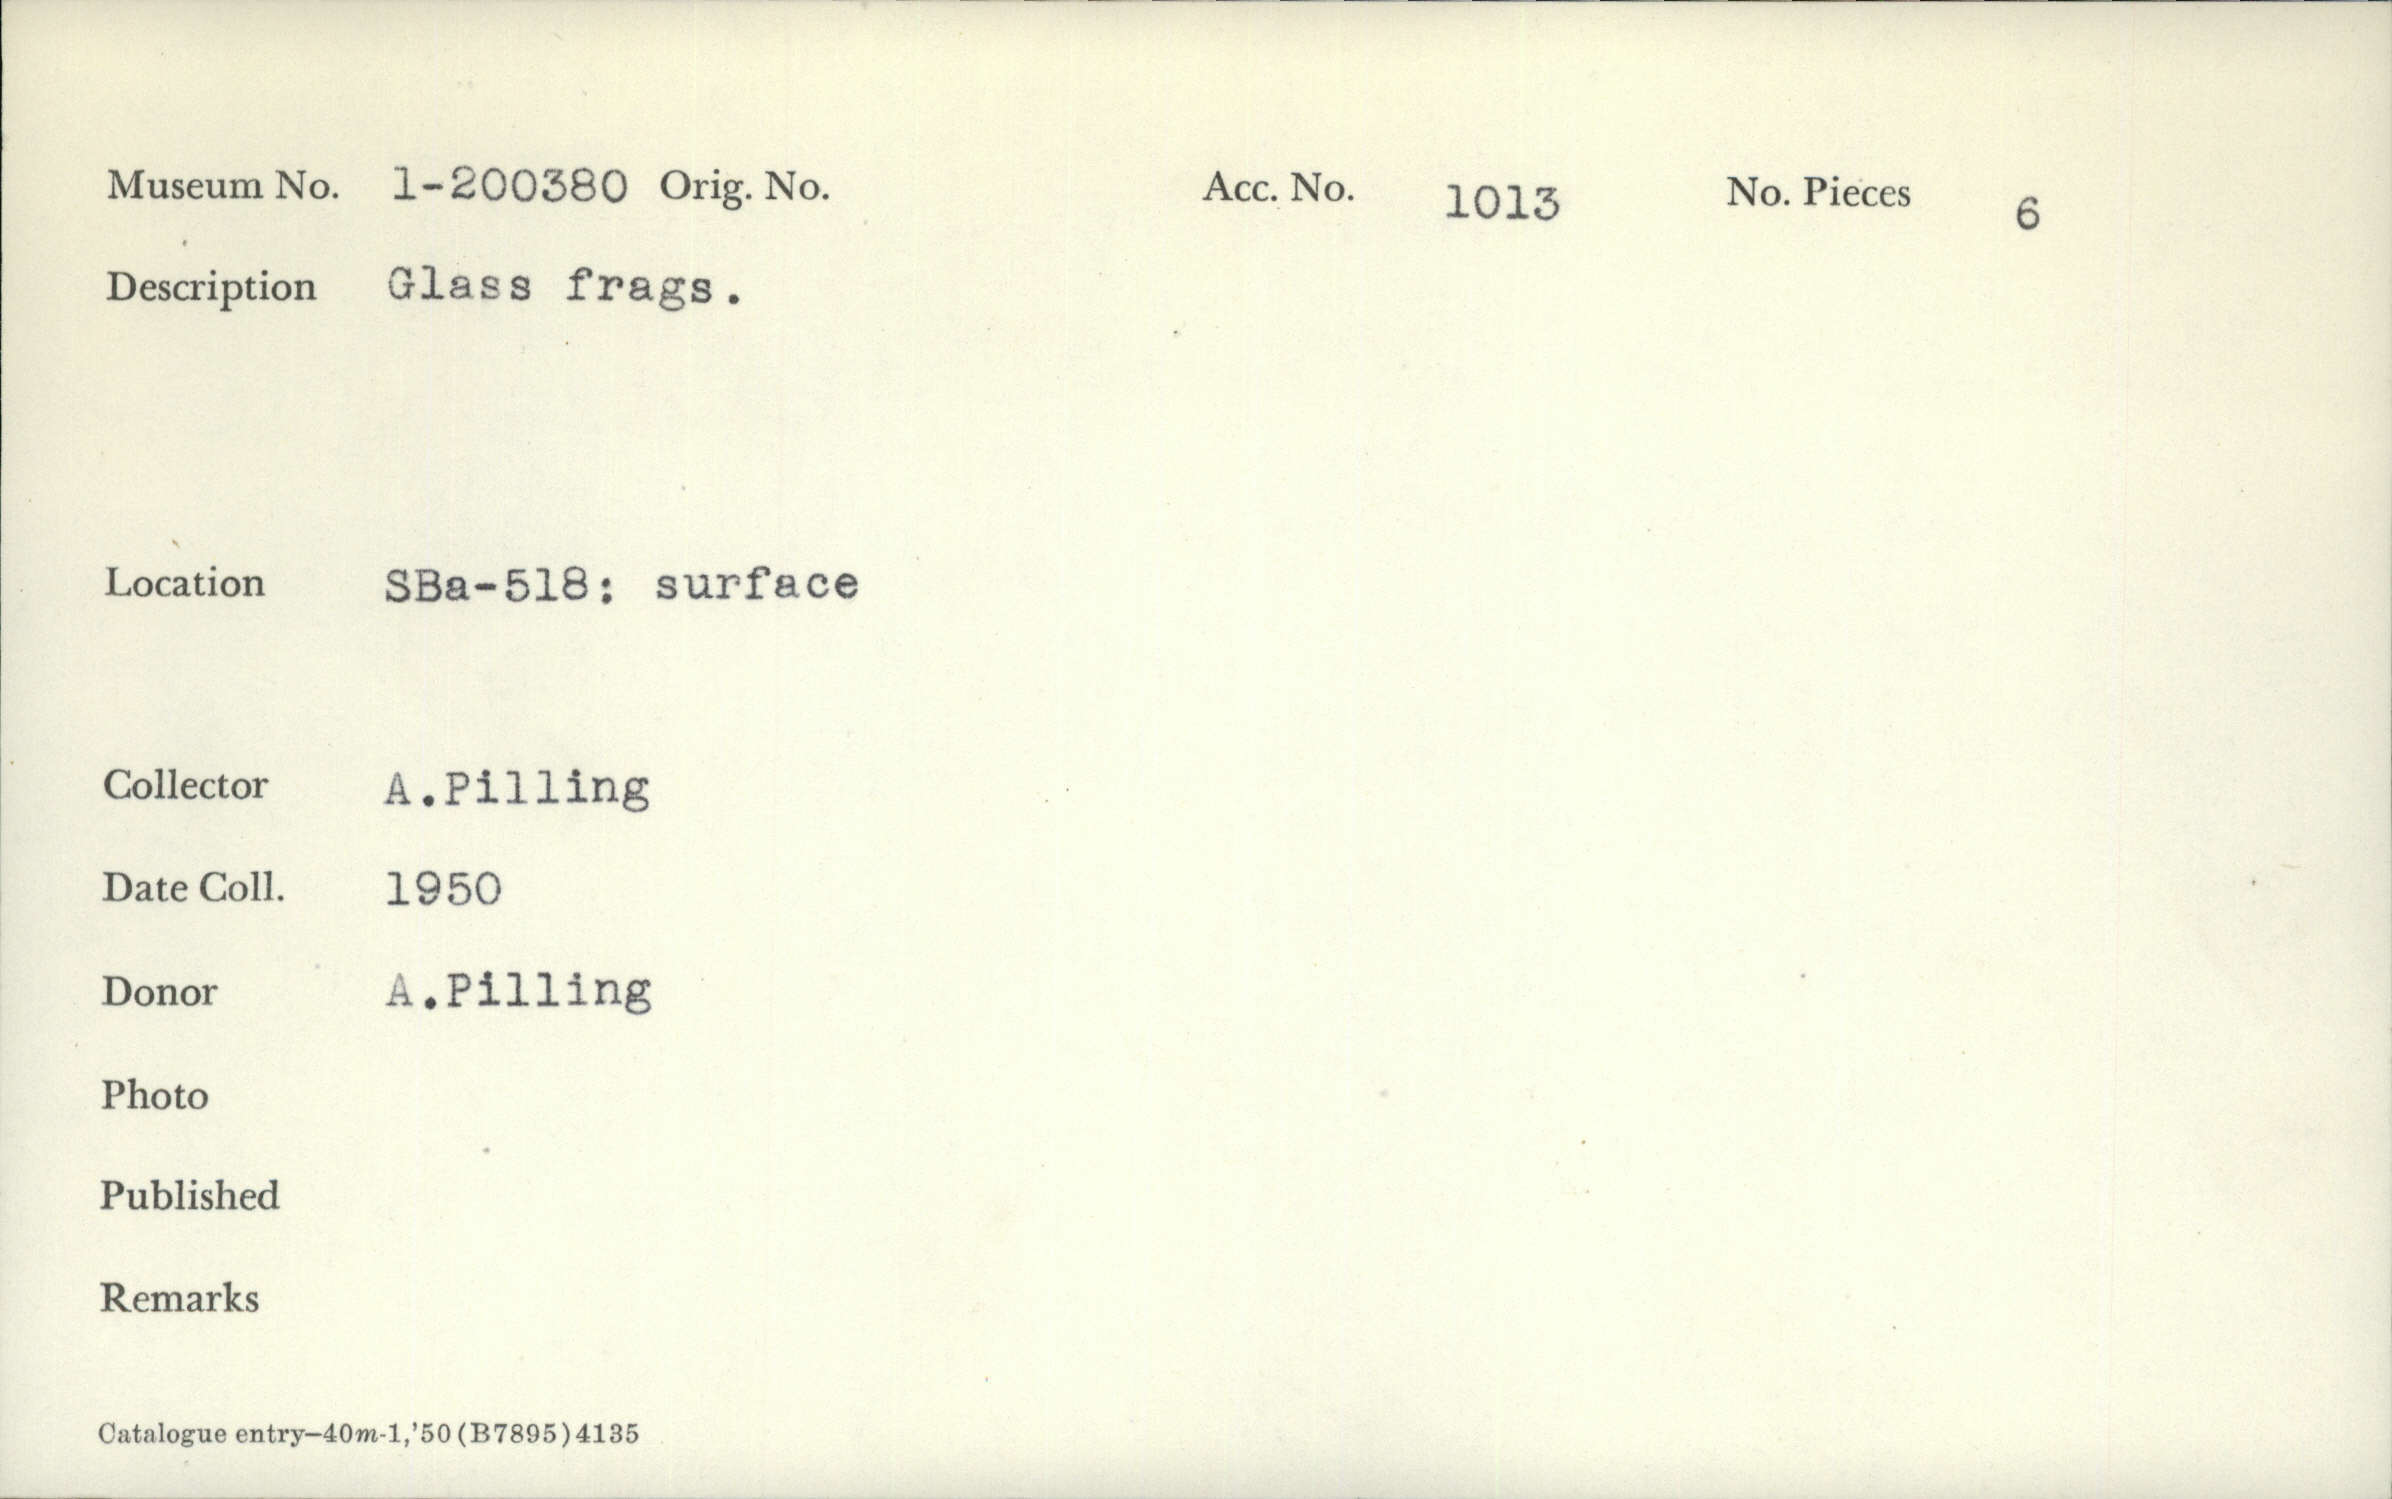 Museum No. 1-200380 Orig. No. Acc. No. 1013 No. Pieces 6
Description Glass frags.
Location SBa-518: surface
Collector A.Pilling
Date Coll. 1950
Donor A.Pilling
Photo
Published
Remarks
Catalogue entry—40m-1,'50(B7895)4135